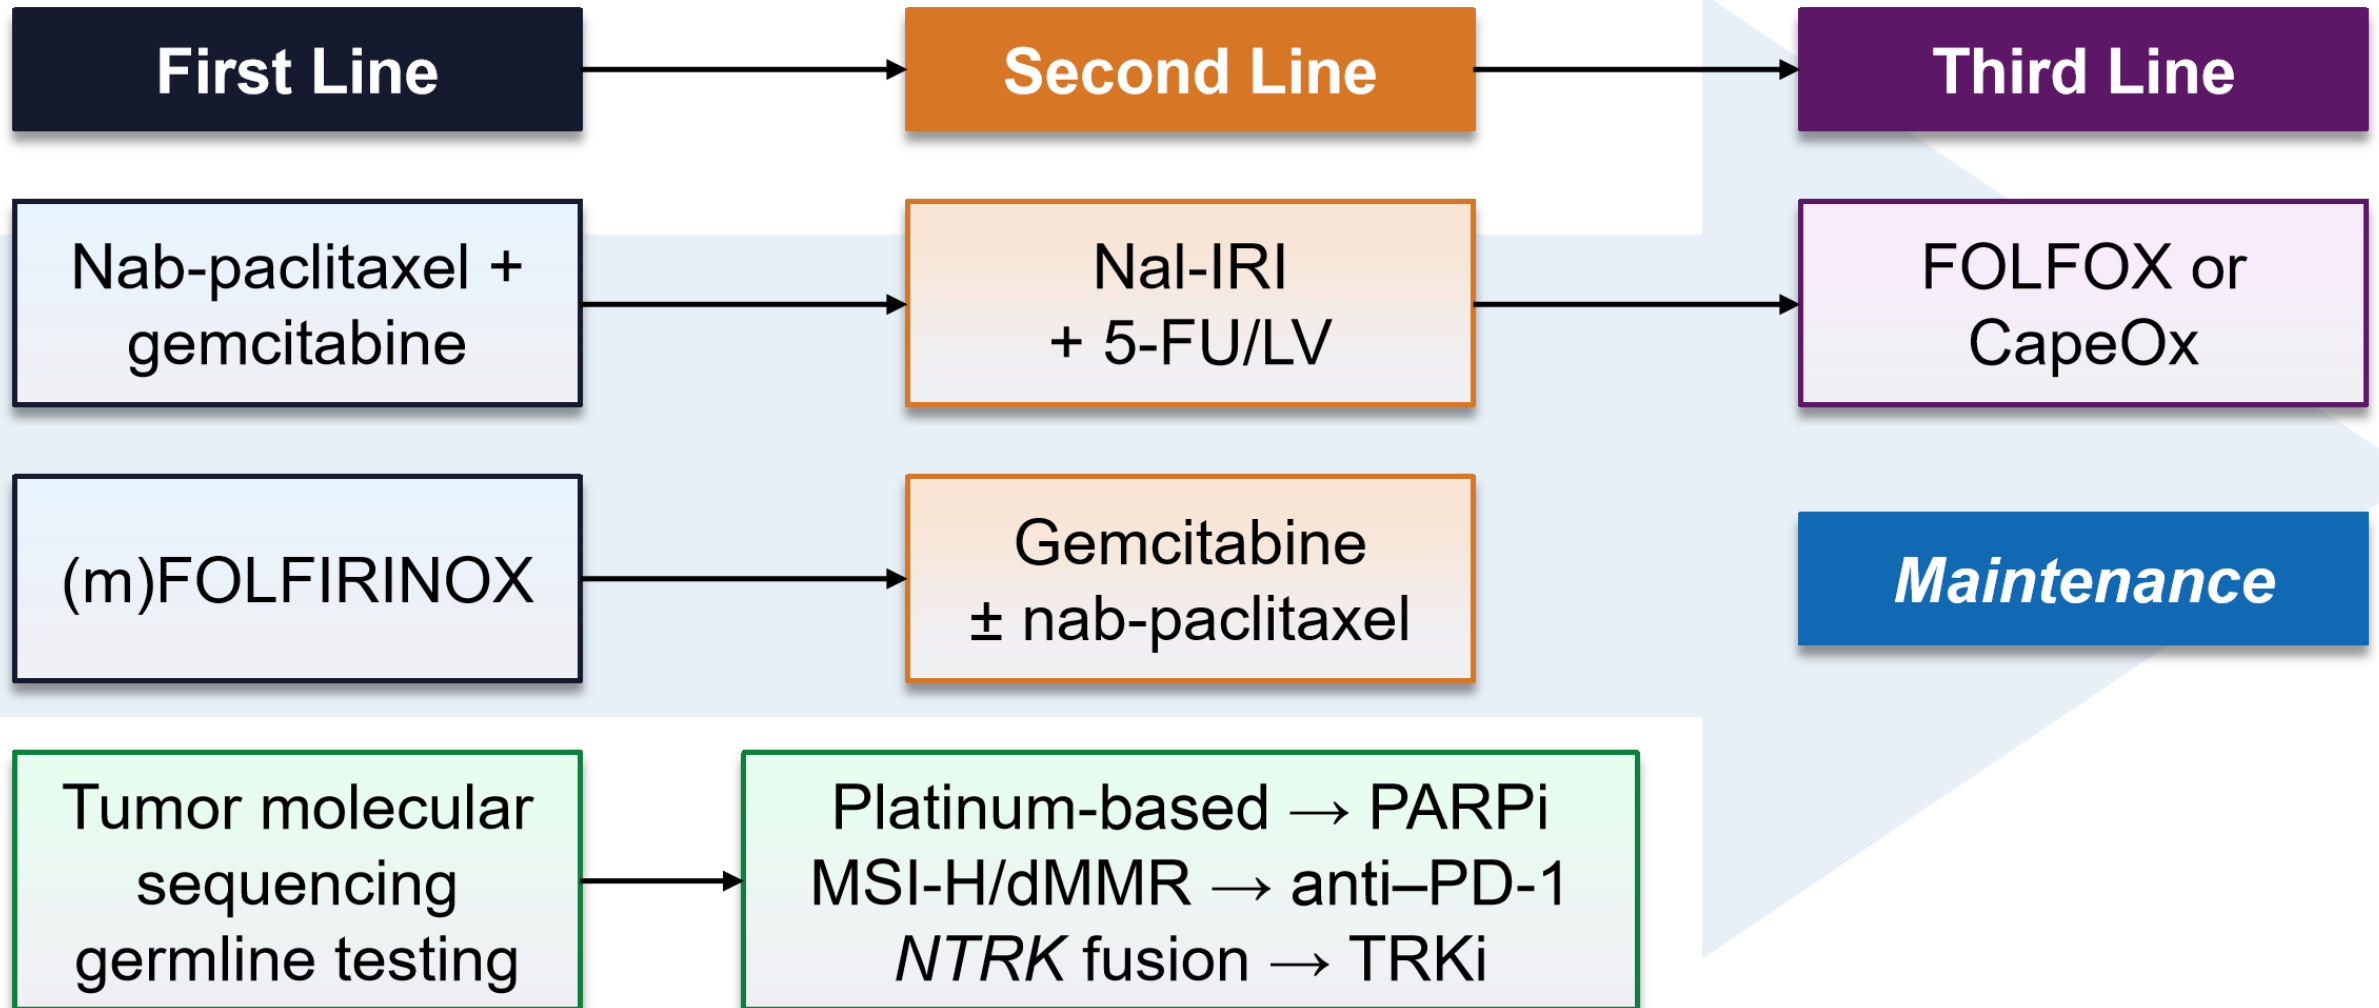 First Line
Second Line
Third Line
Nab-paclitaxel +
gemcitabine
Nal-IRI
+ 5-FU/LV
FOLFOX or
CapeOx
(m)FOLFIRINOX
Gemcitabine
± nab-paclitaxel
Maintenance
Tumor molecular
sequencing
germline testing
Platinum-based → PARPi
MSI-H/dMMR → anti–PD-1
NTRK fusion → TRKi